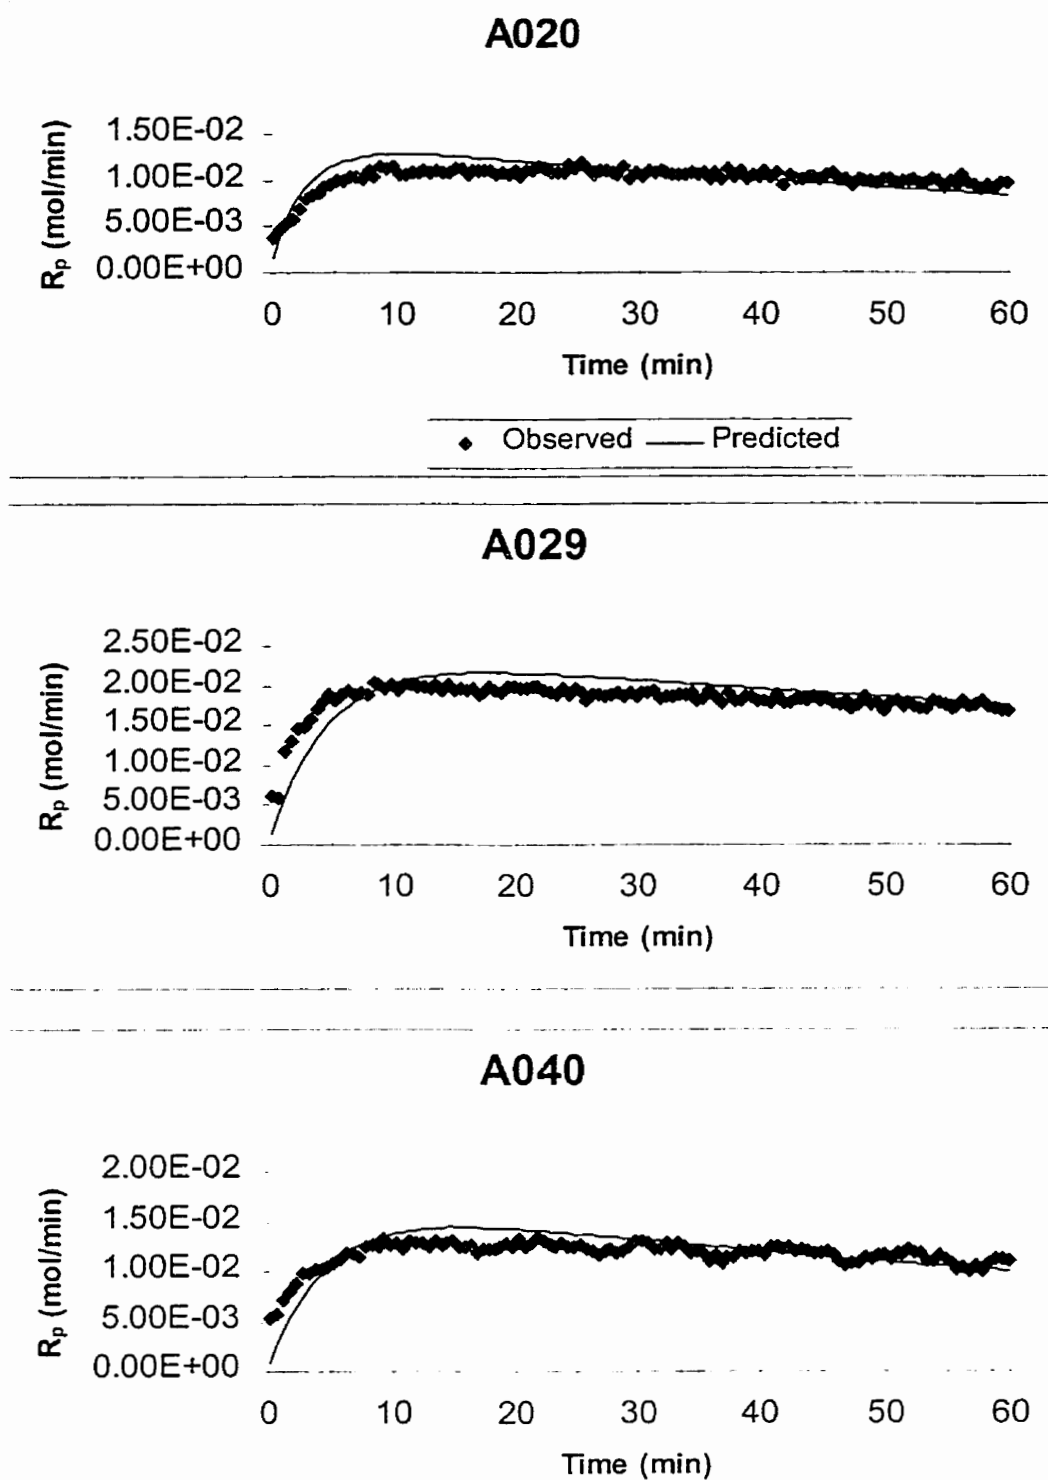 A020
1.50E-02
1.00E-02
5.00E-03
0.00E+00
Rₚ (mol/min)
0 10 20 30 40 50 60
Time (min)
Observed Predicted
A029
2.50E-02
2.00E-02
1.50E-02
1.00E-02
5.00E-03
0.00E+00
Rₚ (mol/min)
0 10 20 30 40 50 60
Time (min)
A040
2.00E-02
1.50E-02
1.00E-02
5.00E-03
0.00E+00
Rₚ (mol/min)
0 10 20 30 40 50 60
Time (min)